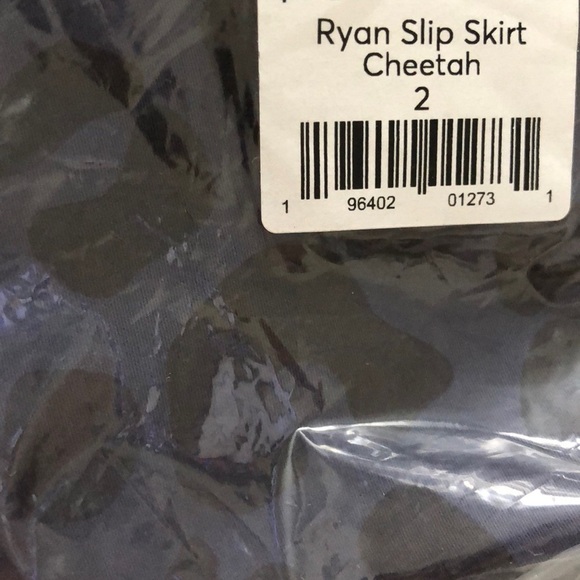 Ryan Slip Skirt
Cheetah
2
1 96402 01273 1